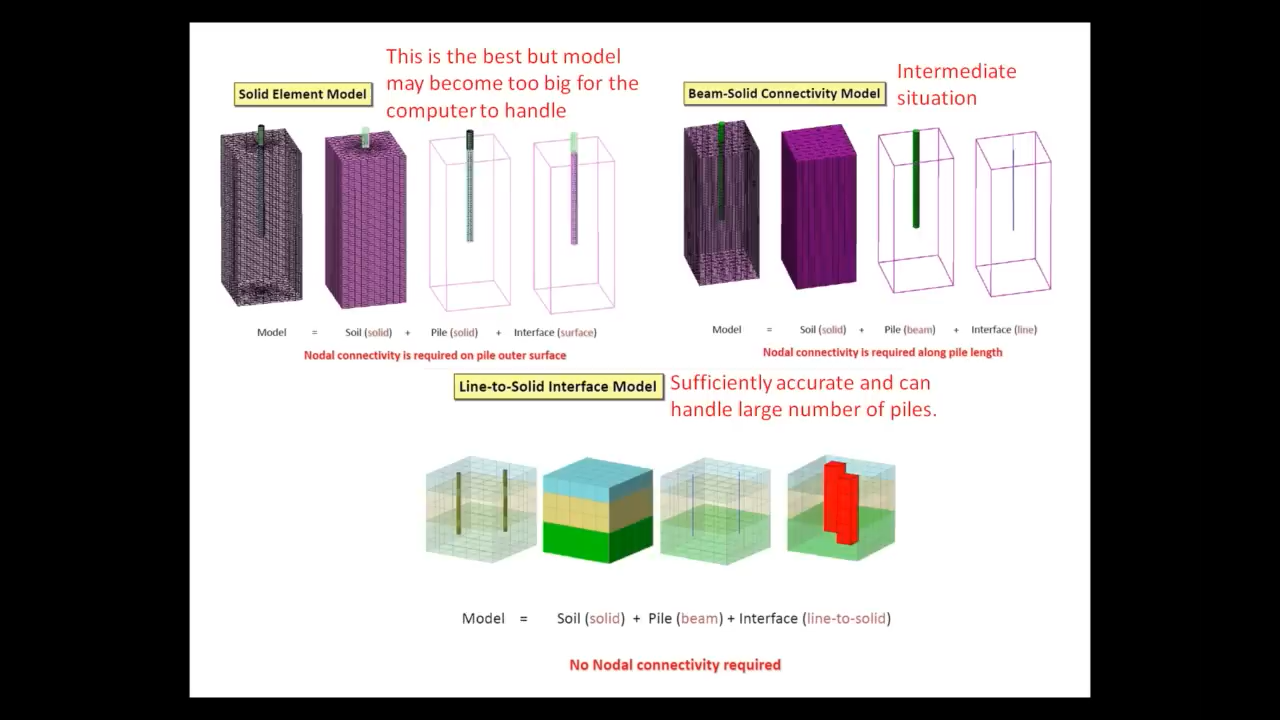 This is the best but model
may become too big for the
computer to handle
Solid Element Model
Model = Soil (solid) + Pile (solid) + Interface (surface)
Nodal connectivity is required on pile outer surface
Intermediate
situation
Beam-Solid Connectivity Model
Model = Soil (solid) + Pile (beam) + Interface (line)
Nodal connectivity is required along pile length
Line-to-Solid Interface Model
Sufficiently accurate and can
handle large number of piles.
Model = Soil (solid) + Pile (beam) + Interface (line-to-solid)
No Nodal connectivity required